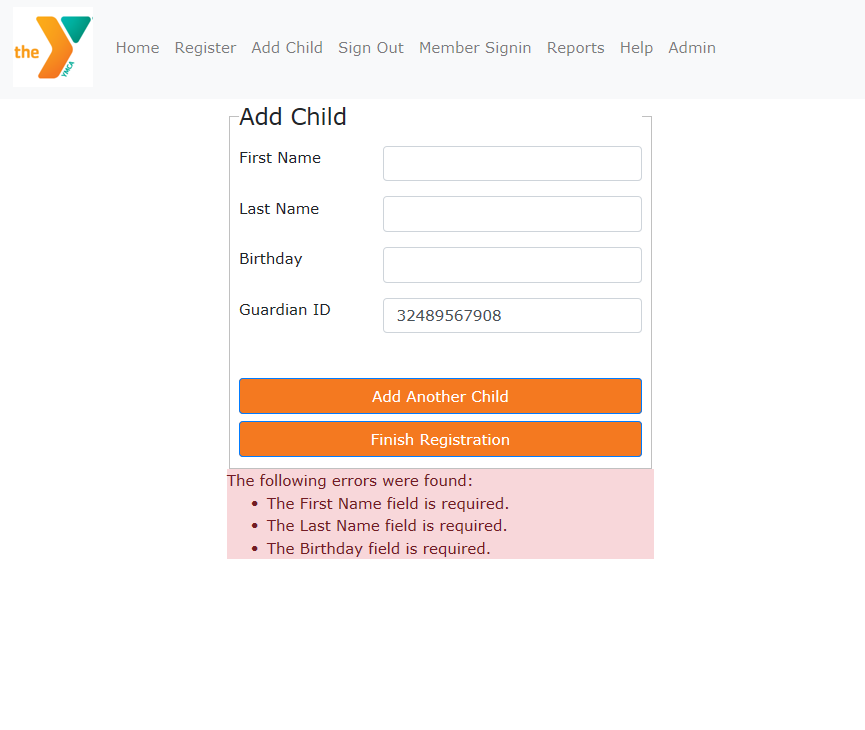 the
YMCA
Home Register Add Child Sign Out Member Signin Reports Help Admin
Add Child
First Name
Last Name
Birthday
Guardian ID 32489567908
Add Another Child
Finish Registration
The following errors were found:
• The First Name field is required.
• The Last Name field is required.
• The Birthday field is required.